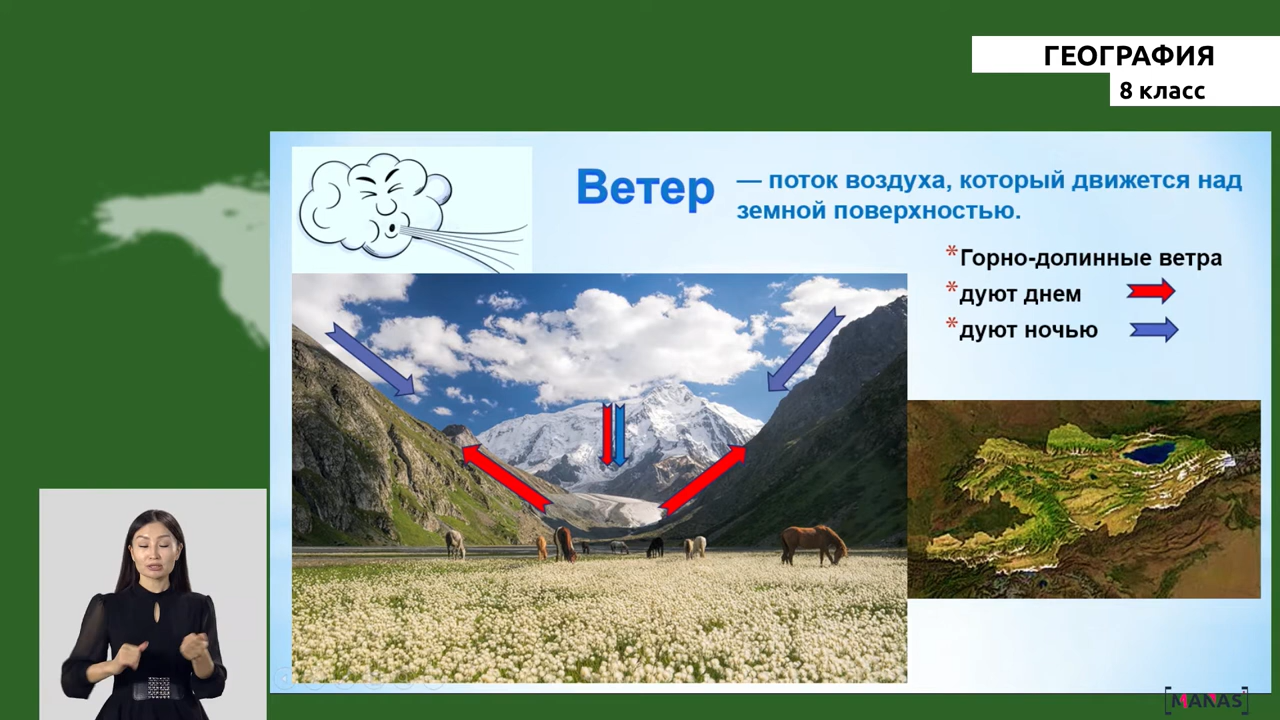 ГЕОГРАФИЯ
8 класс
Ветер
— поток воздуха, который движется над
земной поверхностью.
*Горно-долинные ветра
*дуют днем
*дуют ночью
[MANAS]